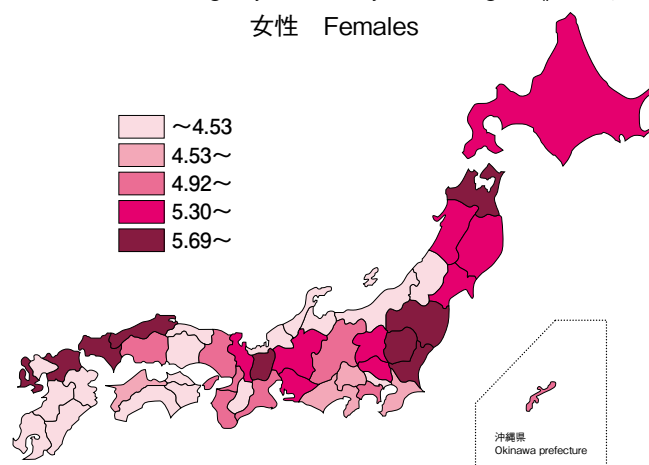 女性 Females
～4.53
4.53～
4.92～
5.30～
5.69～
沖縄県
Okinawa prefecture